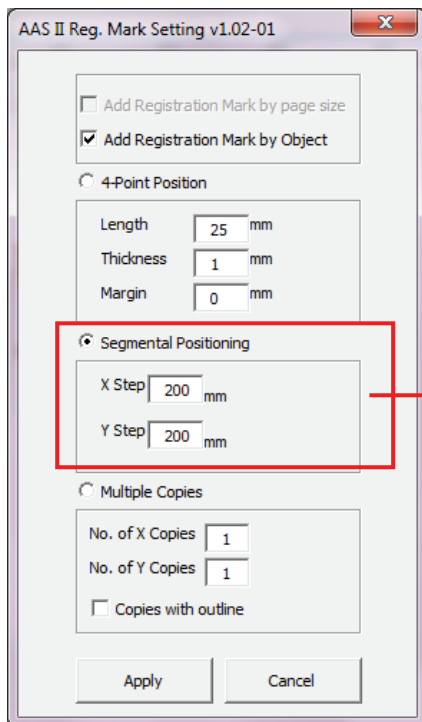 AAS II Reg. Mark Setting v1.02-01
Add Registration Mark by page size
Add Registration Mark by Object
4-Point Position
Length 25 mm
Thickness 1 mm
Margin 0 mm
Segmental Positioning
X Step 200 mm
Y Step 200 mm
Multiple Copies
No. of X Copies 1
No. of Y Copies 1
Copies with outline
Apply Cancel